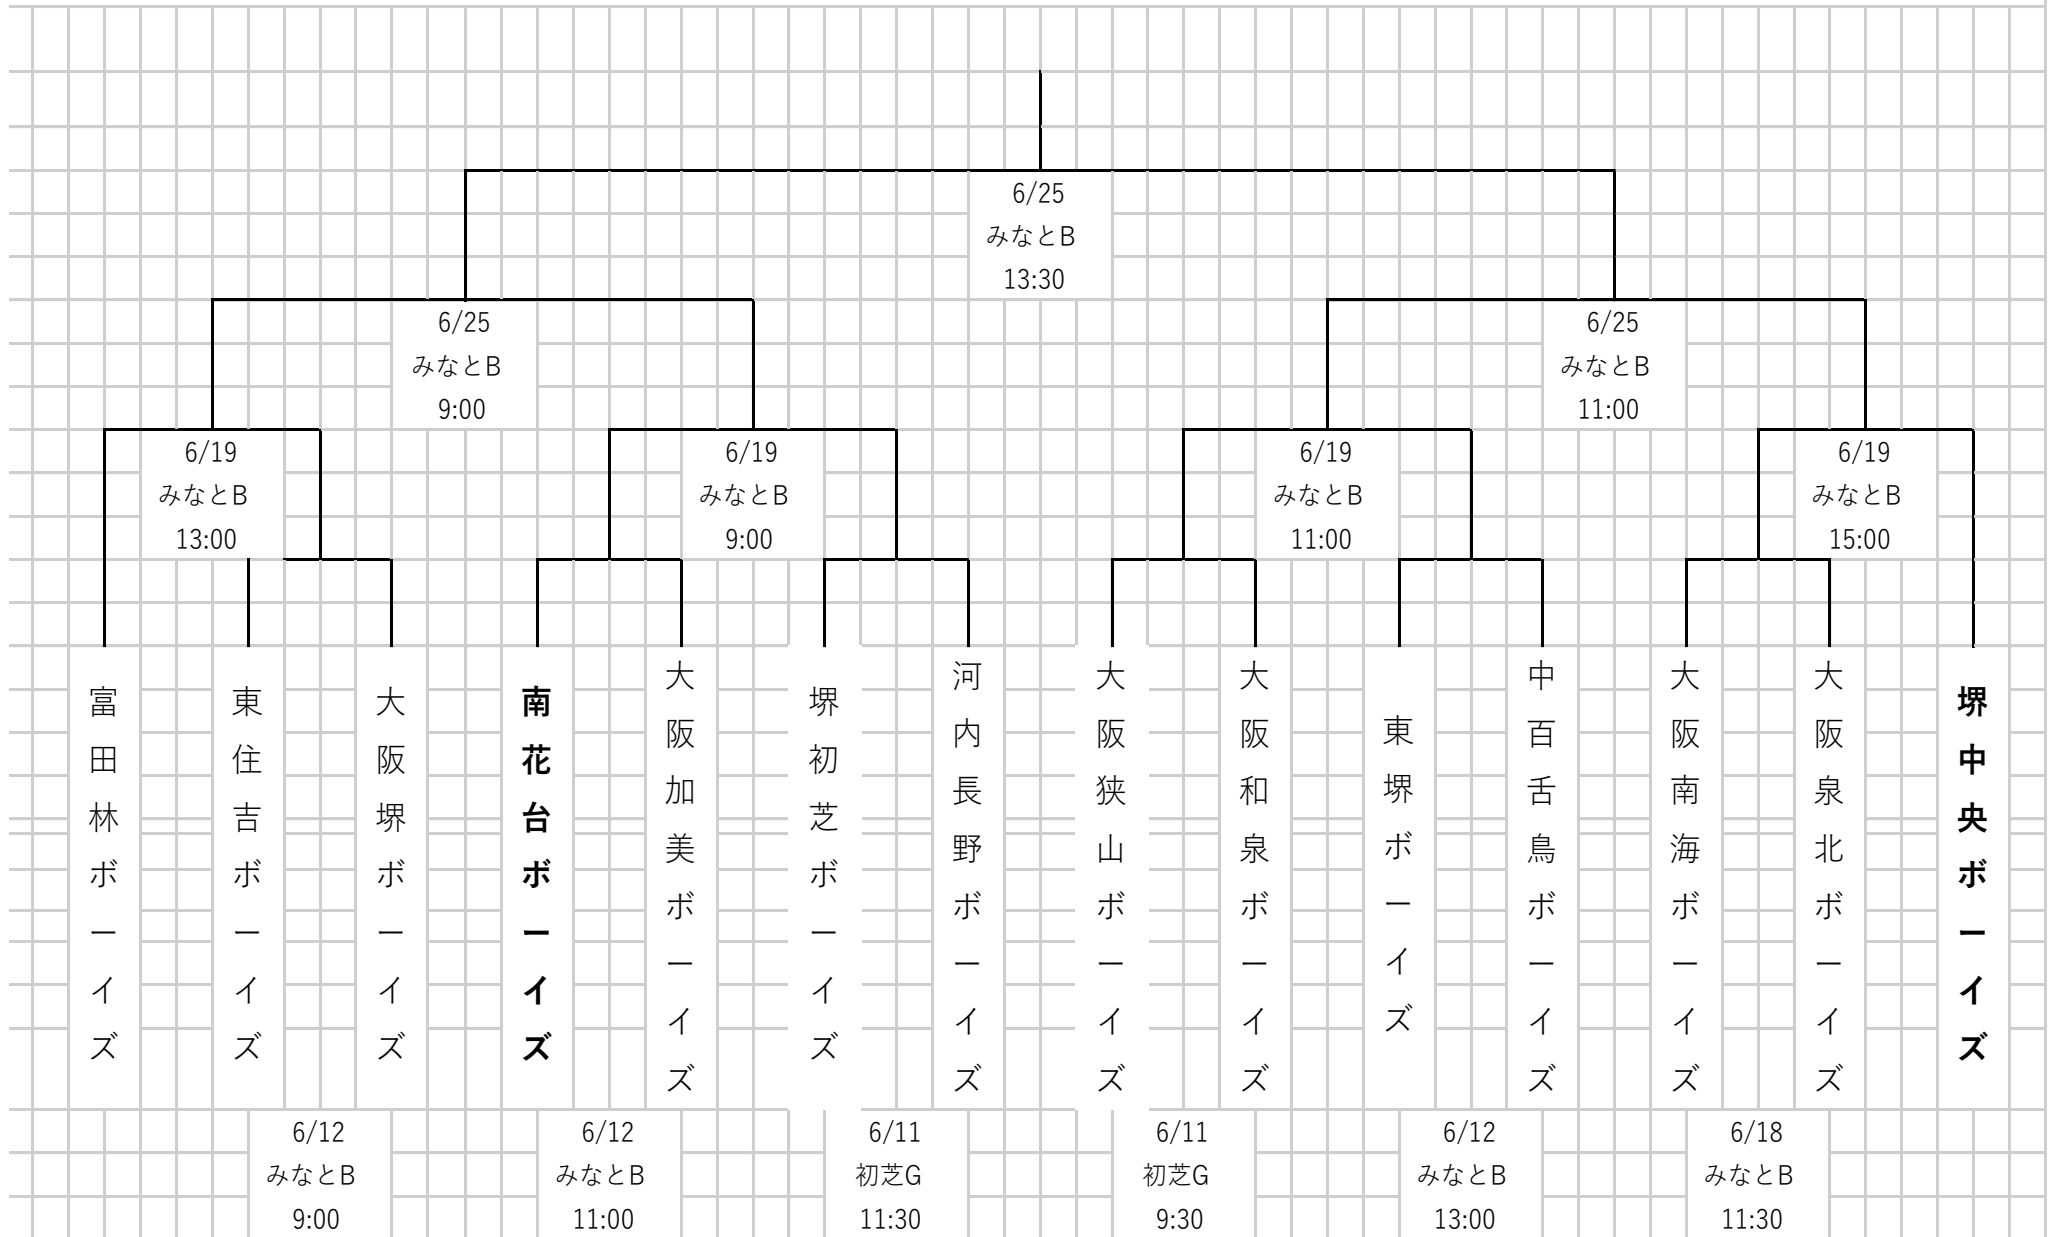 6/25
みなとB
13:30
6/25
みなとB
9:00
6/25
みなとB
11:00
6/19
みなとB
13:00
6/19
みなとB
9:00
6/19
みなとB
11:00
6/19
みなとB
15:00
富田林ボーイズ
東住吉ボーイズ
大阪堺ボーイズ
南花台ボーイズ
大阪加美ボーイズ
堺初芝ボーイズ
河内長野ボーイズ
大阪狭山ボーイズ
大阪和泉ボーイズ
東堺ボーイズ
中百舌鳥ボーイズ
大阪南海ボーイズ
大阪泉北ボーイズ
堺中央ボーイズ
6/12
みなとB
9:00
6/12
みなとB
11:00
6/11
初芝G
11:30
6/11
初芝G
9:30
6/12
みなとB
13:00
6/18
みなとB
11:30